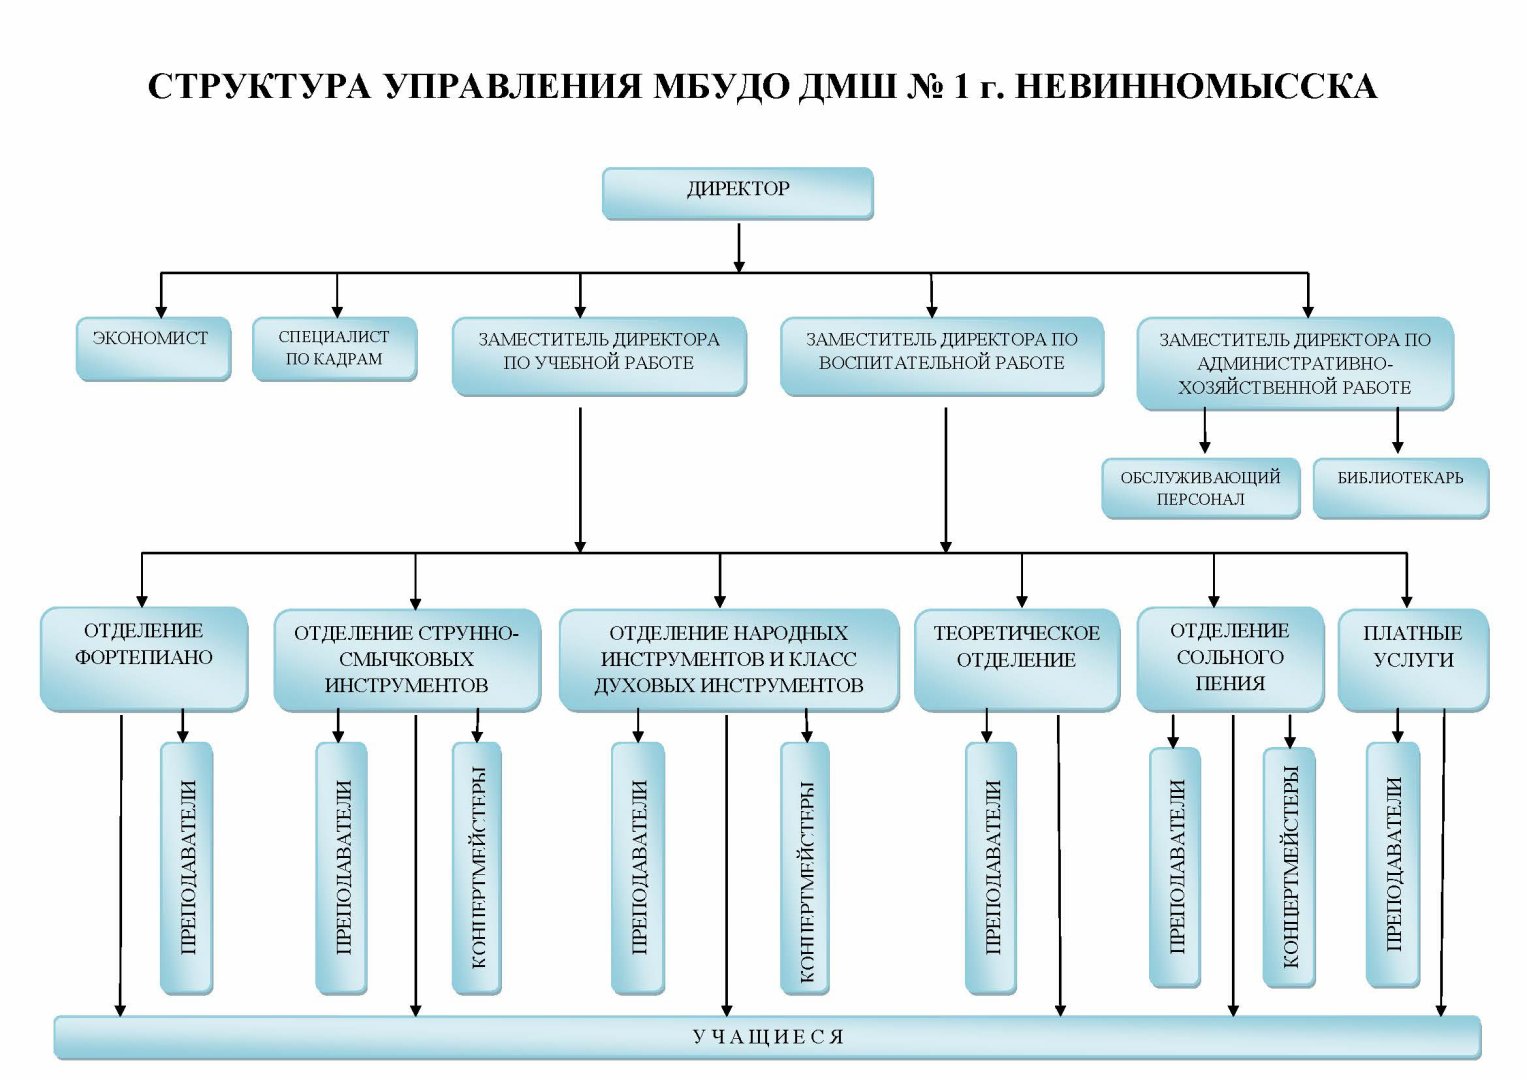 СТРУКТУРА УПРАВЛЕНИЯ МБУДО ДМШ № 1 г. НЕВИННОМЫССКА
ДИРЕКТОР
ЭКОНОМИСТ
СПЕЦИАЛИСТ
ПО КАДРАМ
ЗАМЕСТИТЕЛЬ ДИРЕКТОРА
ПО УЧЕБНОЙ РАБОТЕ
ЗАМЕСТИТЕЛЬ ДИРЕКТОРА ПО
ВОСПИТАТЕЛЬНОЙ РАБОТЕ
ЗАМЕСТИТЕЛЬ ДИРЕКТОРА ПО
АДМИНИСТРАТИВНО-
ХОЗЯЙСТВЕННОЙ РАБОТЕ
ОБСЛУЖИВАЮЩИЙ
ПЕРСОНАЛ
БИБЛИОТЕКАРЬ
ОТДЕЛЕНИЕ
ФОРТЕПИАНО
ОТДЕЛЕНИЕ СТРУННО-
СМЫЧКОВЫХ
ИНСТРУМЕНТОВ
ОТДЕЛЕНИЕ НАРОДНЫХ
ИНСТРУМЕНТОВ И КЛАСС
ДУХОВЫХ ИНСТРУМЕНТОВ
ТЕОРЕТИЧЕСКОЕ
ОТДЕЛЕНИЕ
ОТДЕЛЕНИЕ
СОЛЬНОГО
ПЕНИЯ
ПЛАТНЫЕ
УСЛУГИ
ПРЕПОДАВАТЕЛИ
ПРЕПОДАВАТЕЛИ
КОНЦЕРТМЕЙСТЕРЫ
ПРЕПОДАВАТЕЛИ
КОНЦЕРТМЕЙСТЕРЫ
ПРЕПОДАВАТЕЛИ
ПРЕПОДАВАТЕЛИ
КОНЦЕРТМЕЙСТЕРЫ
ПРЕПОДАВАТЕЛИ
У Ч А Щ И Е С Я